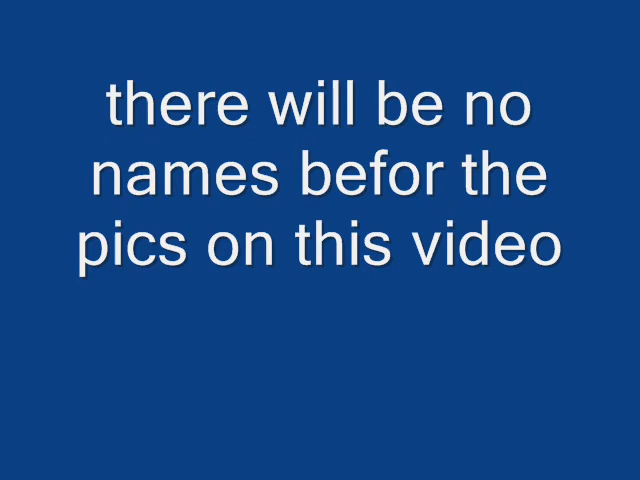 there will be no
names befor the
pics on this video